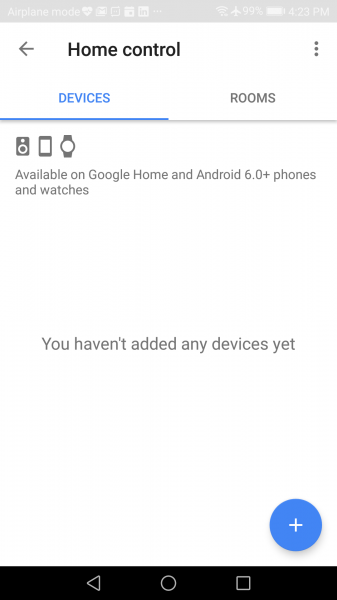 Airplane mode 99% 4:23 PM
Home control
DEVICES ROOMS
Available on Google Home and Android 6.0+ phones
and watches
You haven't added any devices yet